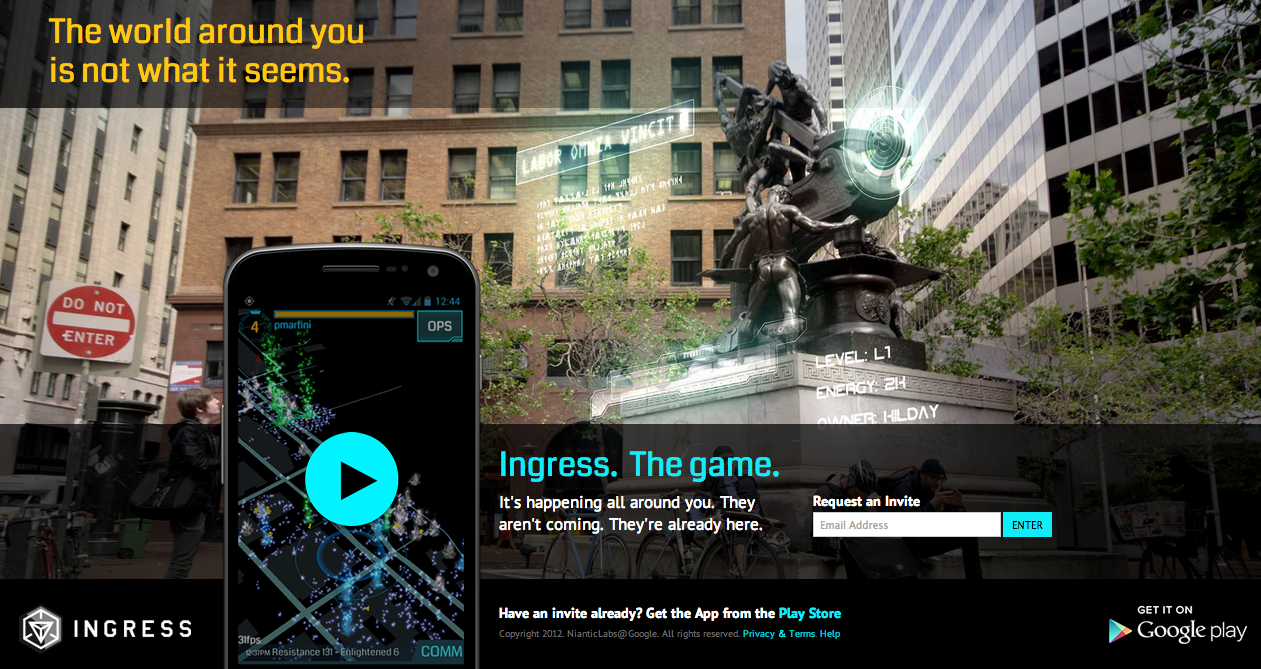 The world around you
is not what it seems.
LABOR OMNIA VINCIT
DO NOT
ENTER
12:44
4
pmarfini
OPS
LEVEL: L1
ENERGY: 2H
OWNER: HILDAY
Ingress. The game.
It's happening all around you. They
aren't coming. They're already here.
Request an Invite
Email Address
ENTER
31fps
12:37PM Resistance 131 - Enlightened 6
COMM
INGRESS
Have an invite already? Get the App from the Play Store
Copyright 2012. NianticLabs@Google. All rights reserved. Privacy & Terms. Help
GET IT ON
Google play